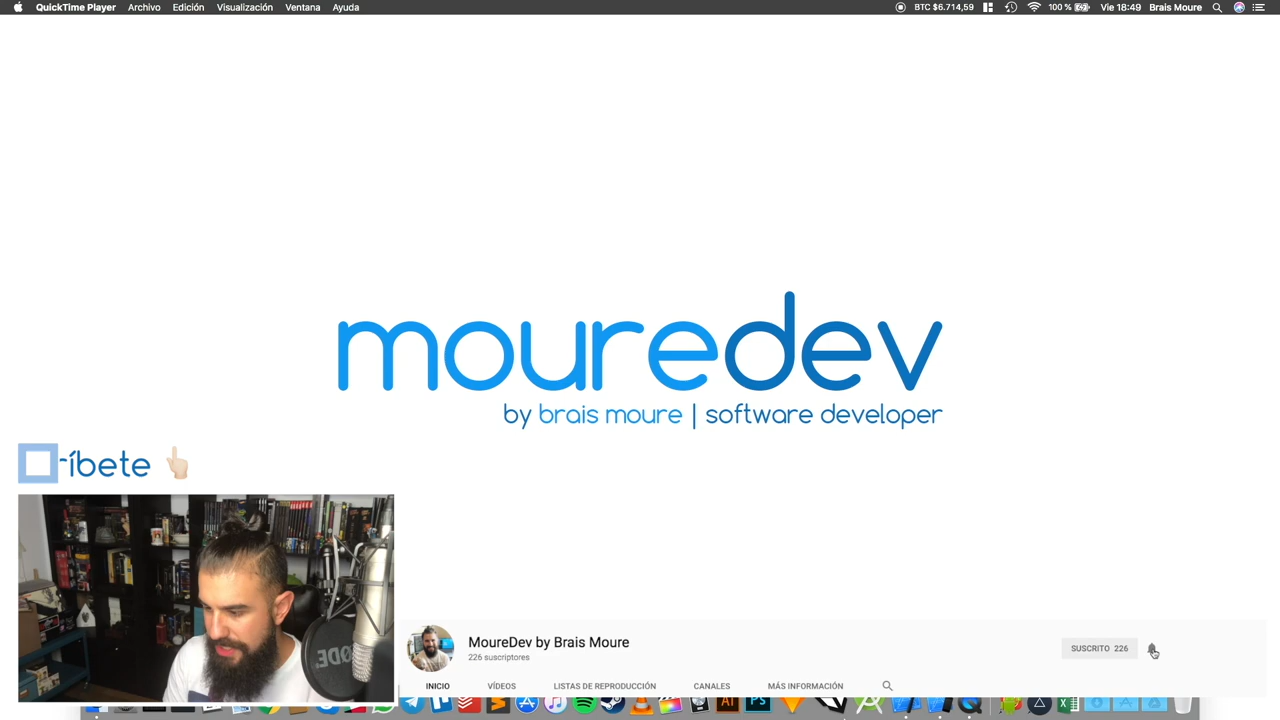 QuickTime Player Archivo Edición Visualización Ventana Ayuda BTC $6.714,59 100 % Vie 18:49 Brais Moure
mouredev
by brais moure | software developer
ríbete
MoureDev by Brais Moure
226 suscriptores
SUSCRITO 226
INICIO VÍDEOS LISTAS DE REPRODUCCIÓN CANALES MÁS INFORMACIÓN
Ai